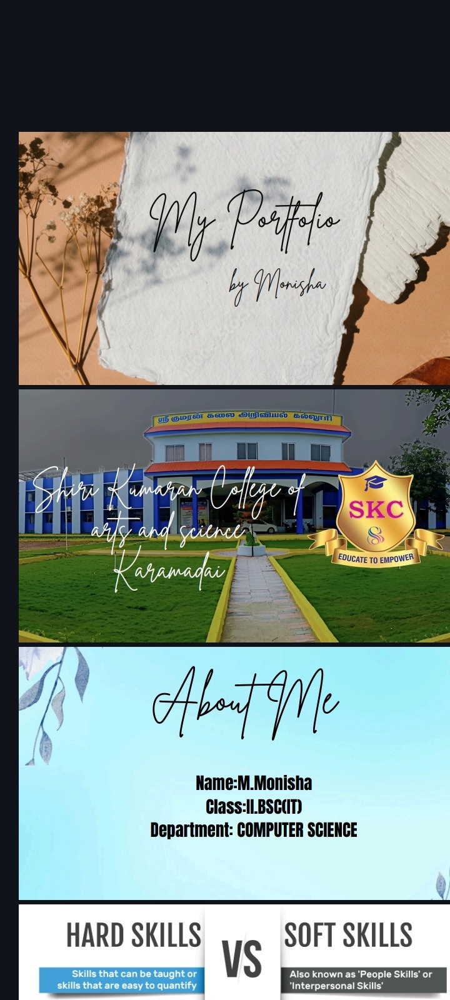 My Portfolio
by Monisha
ஸ்ரீ குமரன் கலை அறிவியல் கல்லூரி
Shiri Kumaran College of
arts and science
Karamadai
SKC
EDUCATE TO EMPOWER
About Me
Name:M.Monisha
Class:II.BSC(IT)
Department: COMPUTER SCIENCE
HARD SKILLS
VS
SOFT SKILLS
Skills that can be taught or
skills that are easy to quantify
Also known as 'People Skills' or
'Interpersonal Skills'